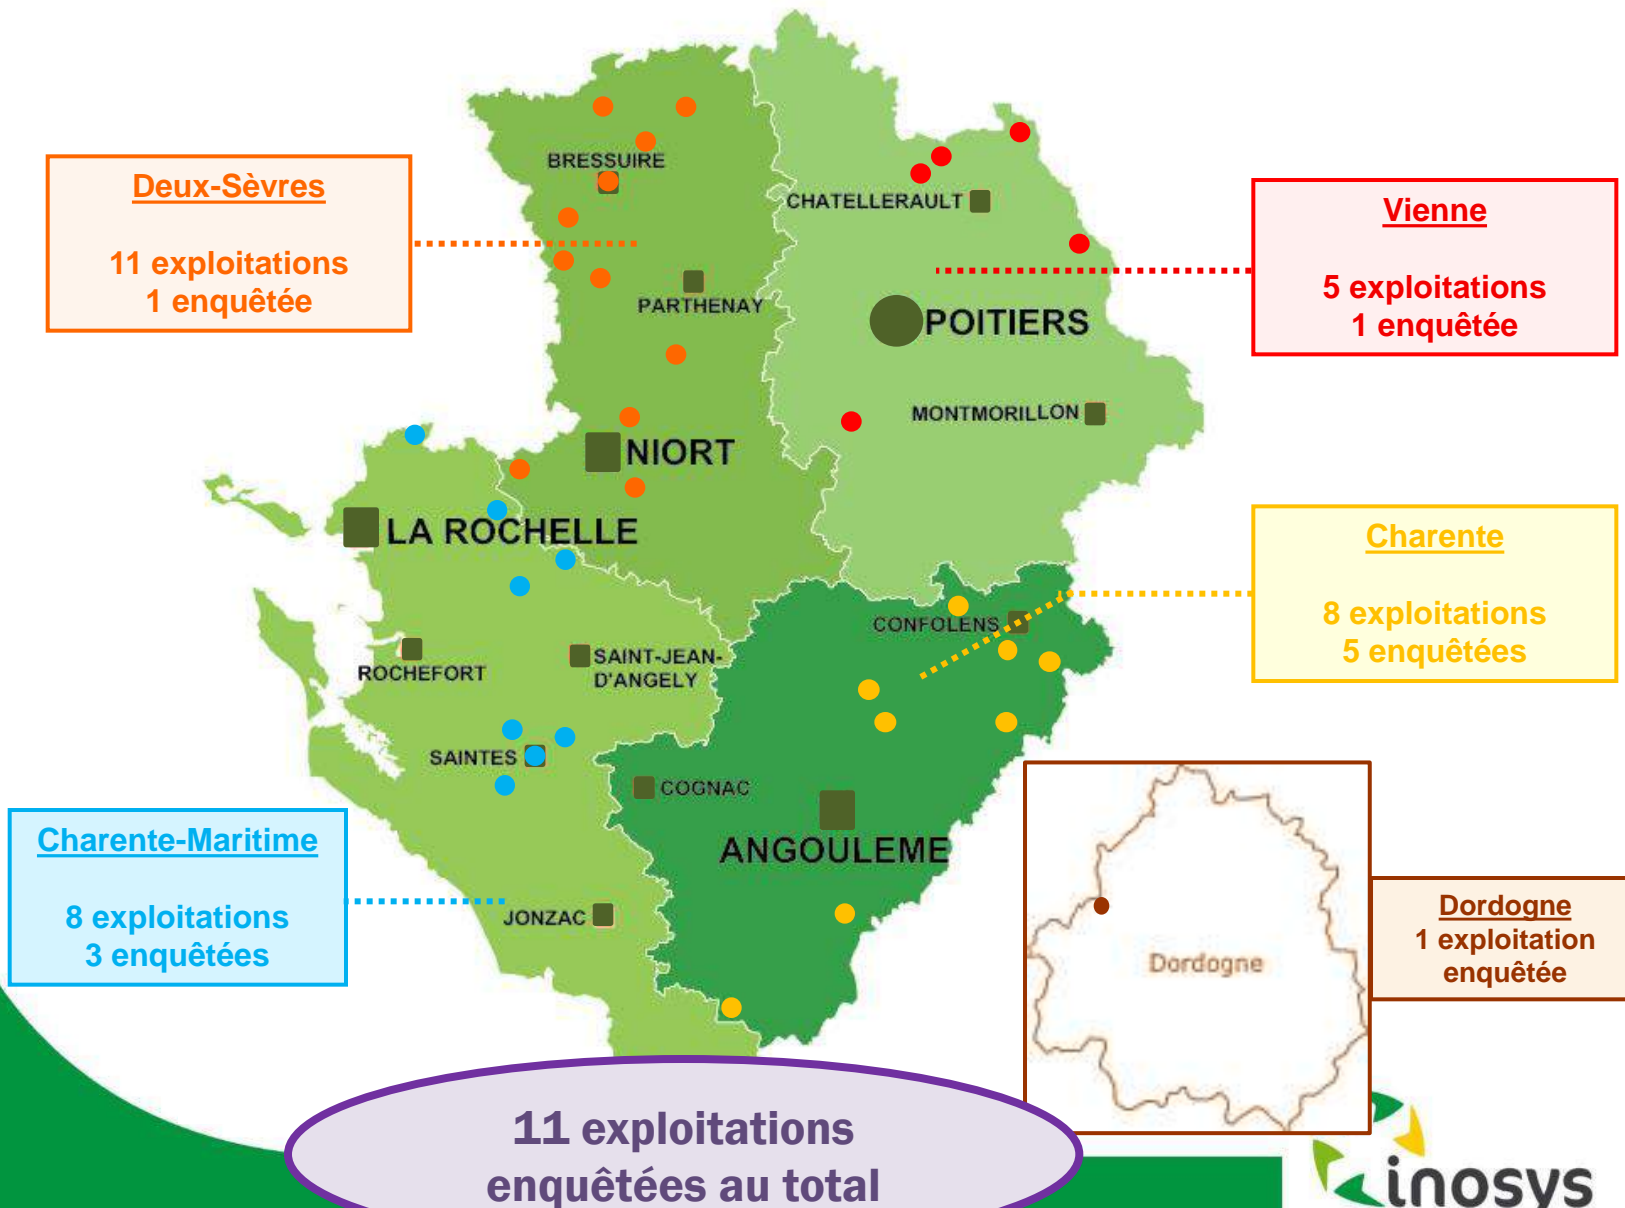 BRESSUIRE
Deux-Sèvres
11 exploitations
1 enquêtée
CHATELLERAULT
Vienne
5 exploitations
1 enquêtée
PARTHENAY
POITIERS
MONTMORILLON
NIORT
LA ROCHELLE
Charente
8 exploitations
5 enquêtées
CONFOLENS
ROCHEFORT
SAINT-JEAN-
D'ANGELY
SAINTES
COGNAC
ANGOULEME
Charente-Maritime
8 exploitations
3 enquêtées
JONZAC
Dordogne
Dordogne
1 exploitation
enquêtée
11 exploitations
enquêtées au total
inosys